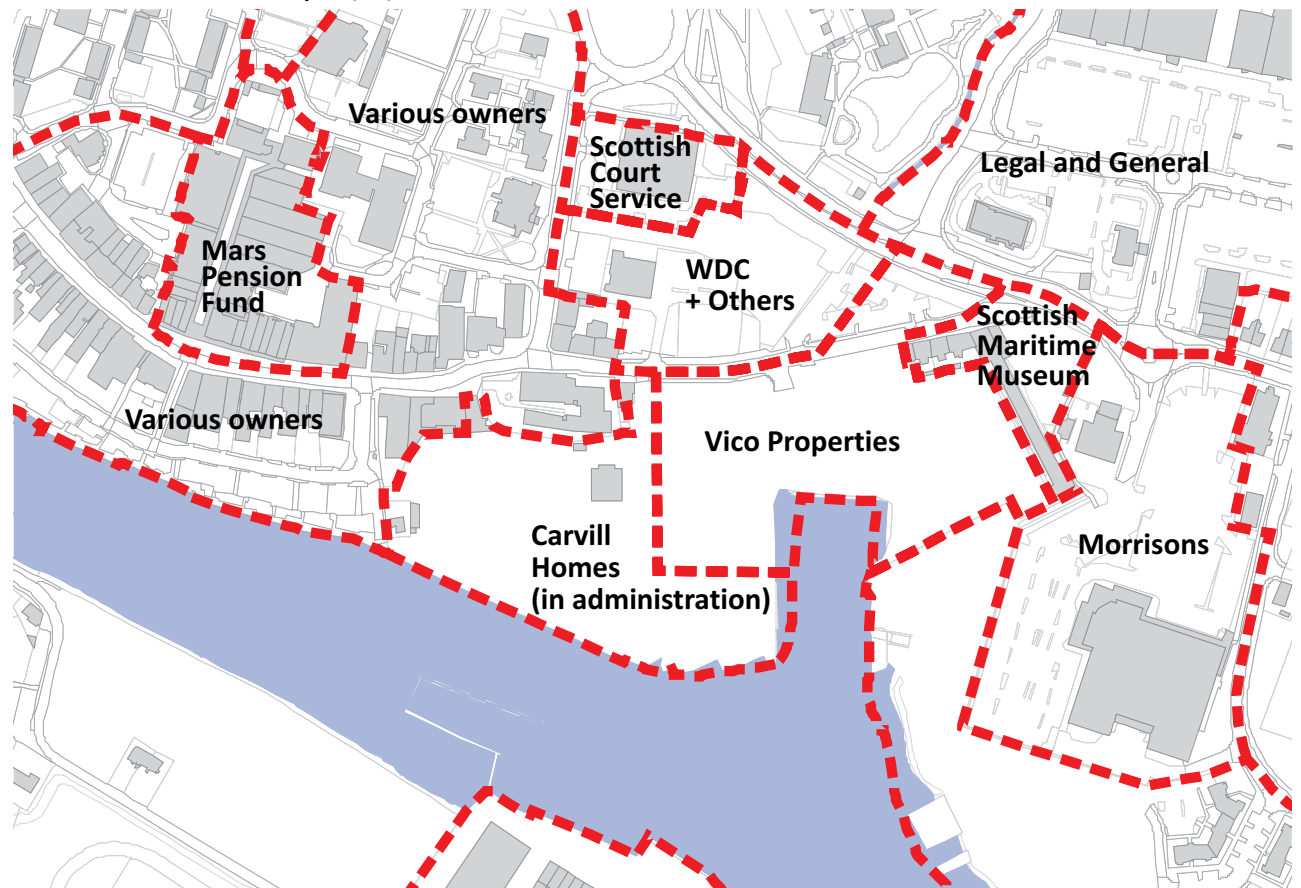 Various owners
Scottish
Court
Service
Legal and General
Mars
Pension
Fund
WDC
+ Others
Scottish
Maritime
Museum
Various owners
Vico Properties
Carvill
Homes
(in administration)
Morrisons